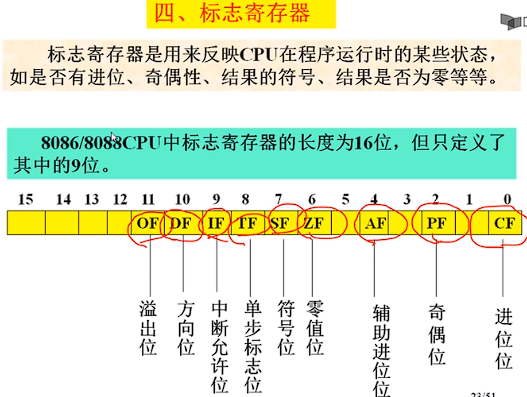 四、标志寄存器
标志寄存器是用来反映CPU在程序运行时的某些状态，
如是否有进位、奇偶性、结果的符号、结果是否为零等等。
8086/8088CPU中标志寄存器的长度为16位，但只定义了
其中的9位。
15 14 13 12 11 10 9 8 7 6 5 4 3 2 1 0
OF DF IF TF SF ZF AF PF CF
溢出位
方向位
中断允许位
单步标志位
符号位
零值位
辅助进位位
奇偶位
进位位
23/51